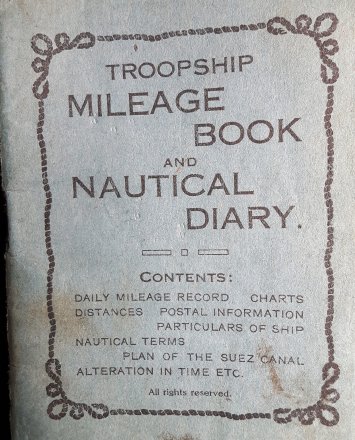 TROOPSHIP
MILEAGE
BOOK
AND
NAUTICAL
DIARY.
CONTENTS:
DAILY MILEAGE RECORD CHARTS
DISTANCES POSTAL INFORMATION
PARTICULARS OF SHIP
NAUTICAL TERMS
PLAN OF THE SUEZ CANAL
ALTERATION IN TIME ETC.
All rights reserved.